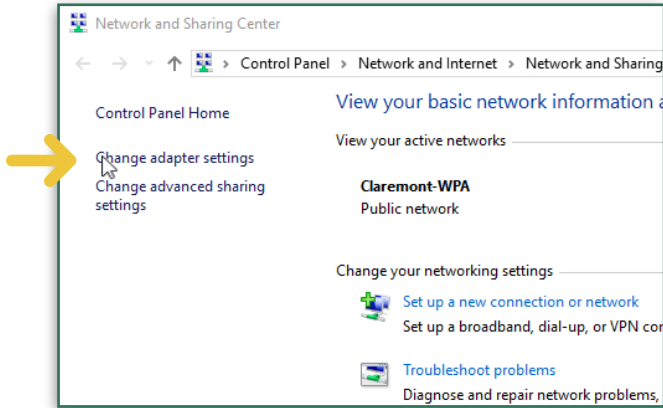 Network and Sharing Center
Control Panel > Network and Internet > Network and Sharing
Control Panel Home
Change adapter settings
Change advanced sharing
settings
View your basic network information a
View your active networks
Claremont-WPA
Public network
Change your networking settings
Set up a new connection or network
Set up a broadband, dial-up, or VPN con
Troubleshoot problems
Diagnose and repair network problems,